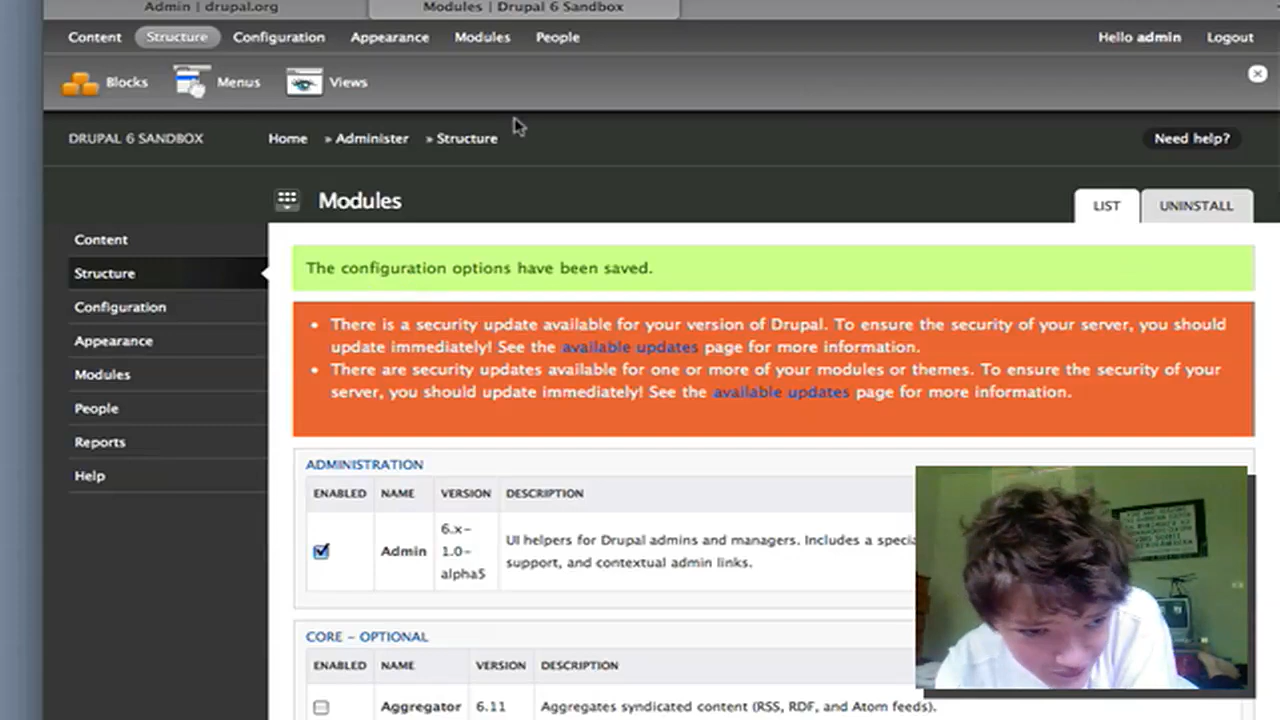 Admin | drupal.org
Modules | Drupal 6 Sandbox
Content Structure Configuration Appearance Modules People Hello admin Logout
Blocks Menus Views
DRUPAL 6 SANDBOX Home » Administer » Structure Need help?
Modules LIST UNINSTALL
Content
Structure
Configuration
Appearance
Modules
People
Reports
Help
The configuration options have been saved.
• There is a security update available for your version of Drupal. To ensure the security of your server, you should
update immediately! See the available updates page for more information.
• There are security updates available for one or more of your modules or themes. To ensure the security of your
server, you should update immediately! See the available updates page for more information.
ADMINISTRATION
ENABLED NAME VERSION DESCRIPTION
Admin
6.x-
1.0-
alpha5
UI helpers for Drupal admins and managers. Includes a
support, and contextual admin links.
CORE - OPTIONAL
ENABLED NAME VERSION DESCRIPTION
Aggregator 6.11 Aggregates syndicated content (RSS, RDF, and Atom feeds).